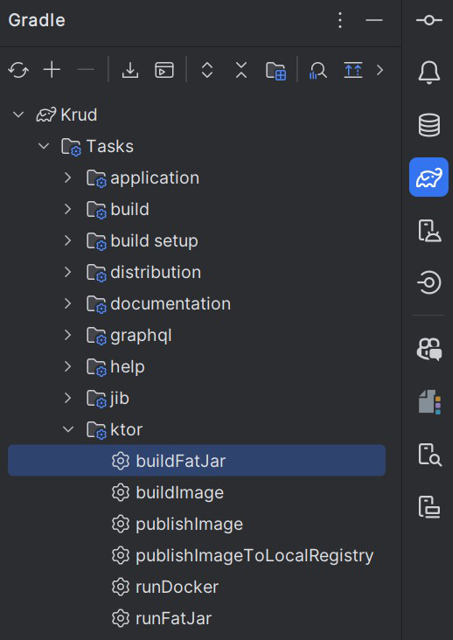 Gradle
Krud
Tasks
application
build
build setup
distribution
documentation
graphql
help
jib
ktor
buildFatJar
buildImage
publishImage
publishImageToLocalRegistry
runDocker
runFatJar